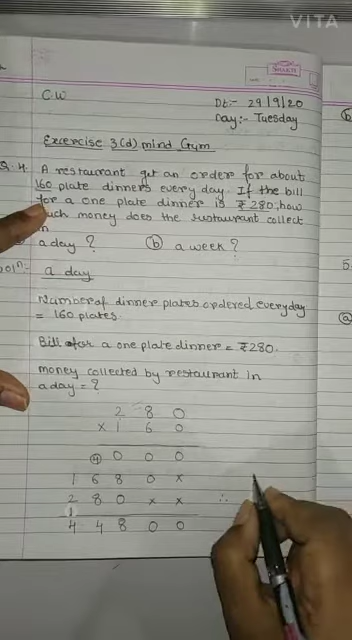 VITA
SHAKTI
C.W
Dt:- 29/9/20
Day:- Tuesday
Excercise 3(d) mind Gym
Q.4. A restaurant get an orders for about
160 plate dinners every day. If the bill
for a one plate dinner is ₹280, how
much money does the restaurant collect
in
a day? (b) a week?
Soln: a day
Number of dinner plates ordered everyday
= 160 plates.
Bill for a one plate dinner = ₹280.
money collected by restaurant in
a day = ?
2 8 0
× 1 6 0
0 0 0
1 6 8 0 ×
2 8 0 × ×
4 4 8 0 0
∴